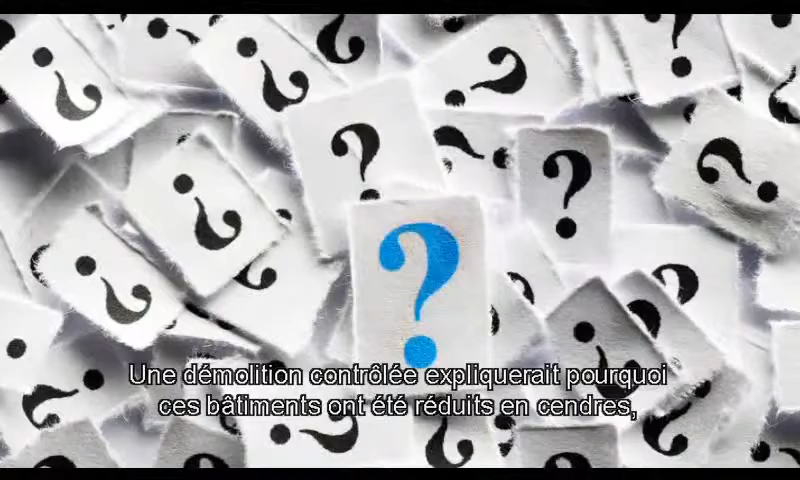 ?
Une démolition contrôlée expliquerait pourquoi
ces bâtiments ont été réduits en cendres,